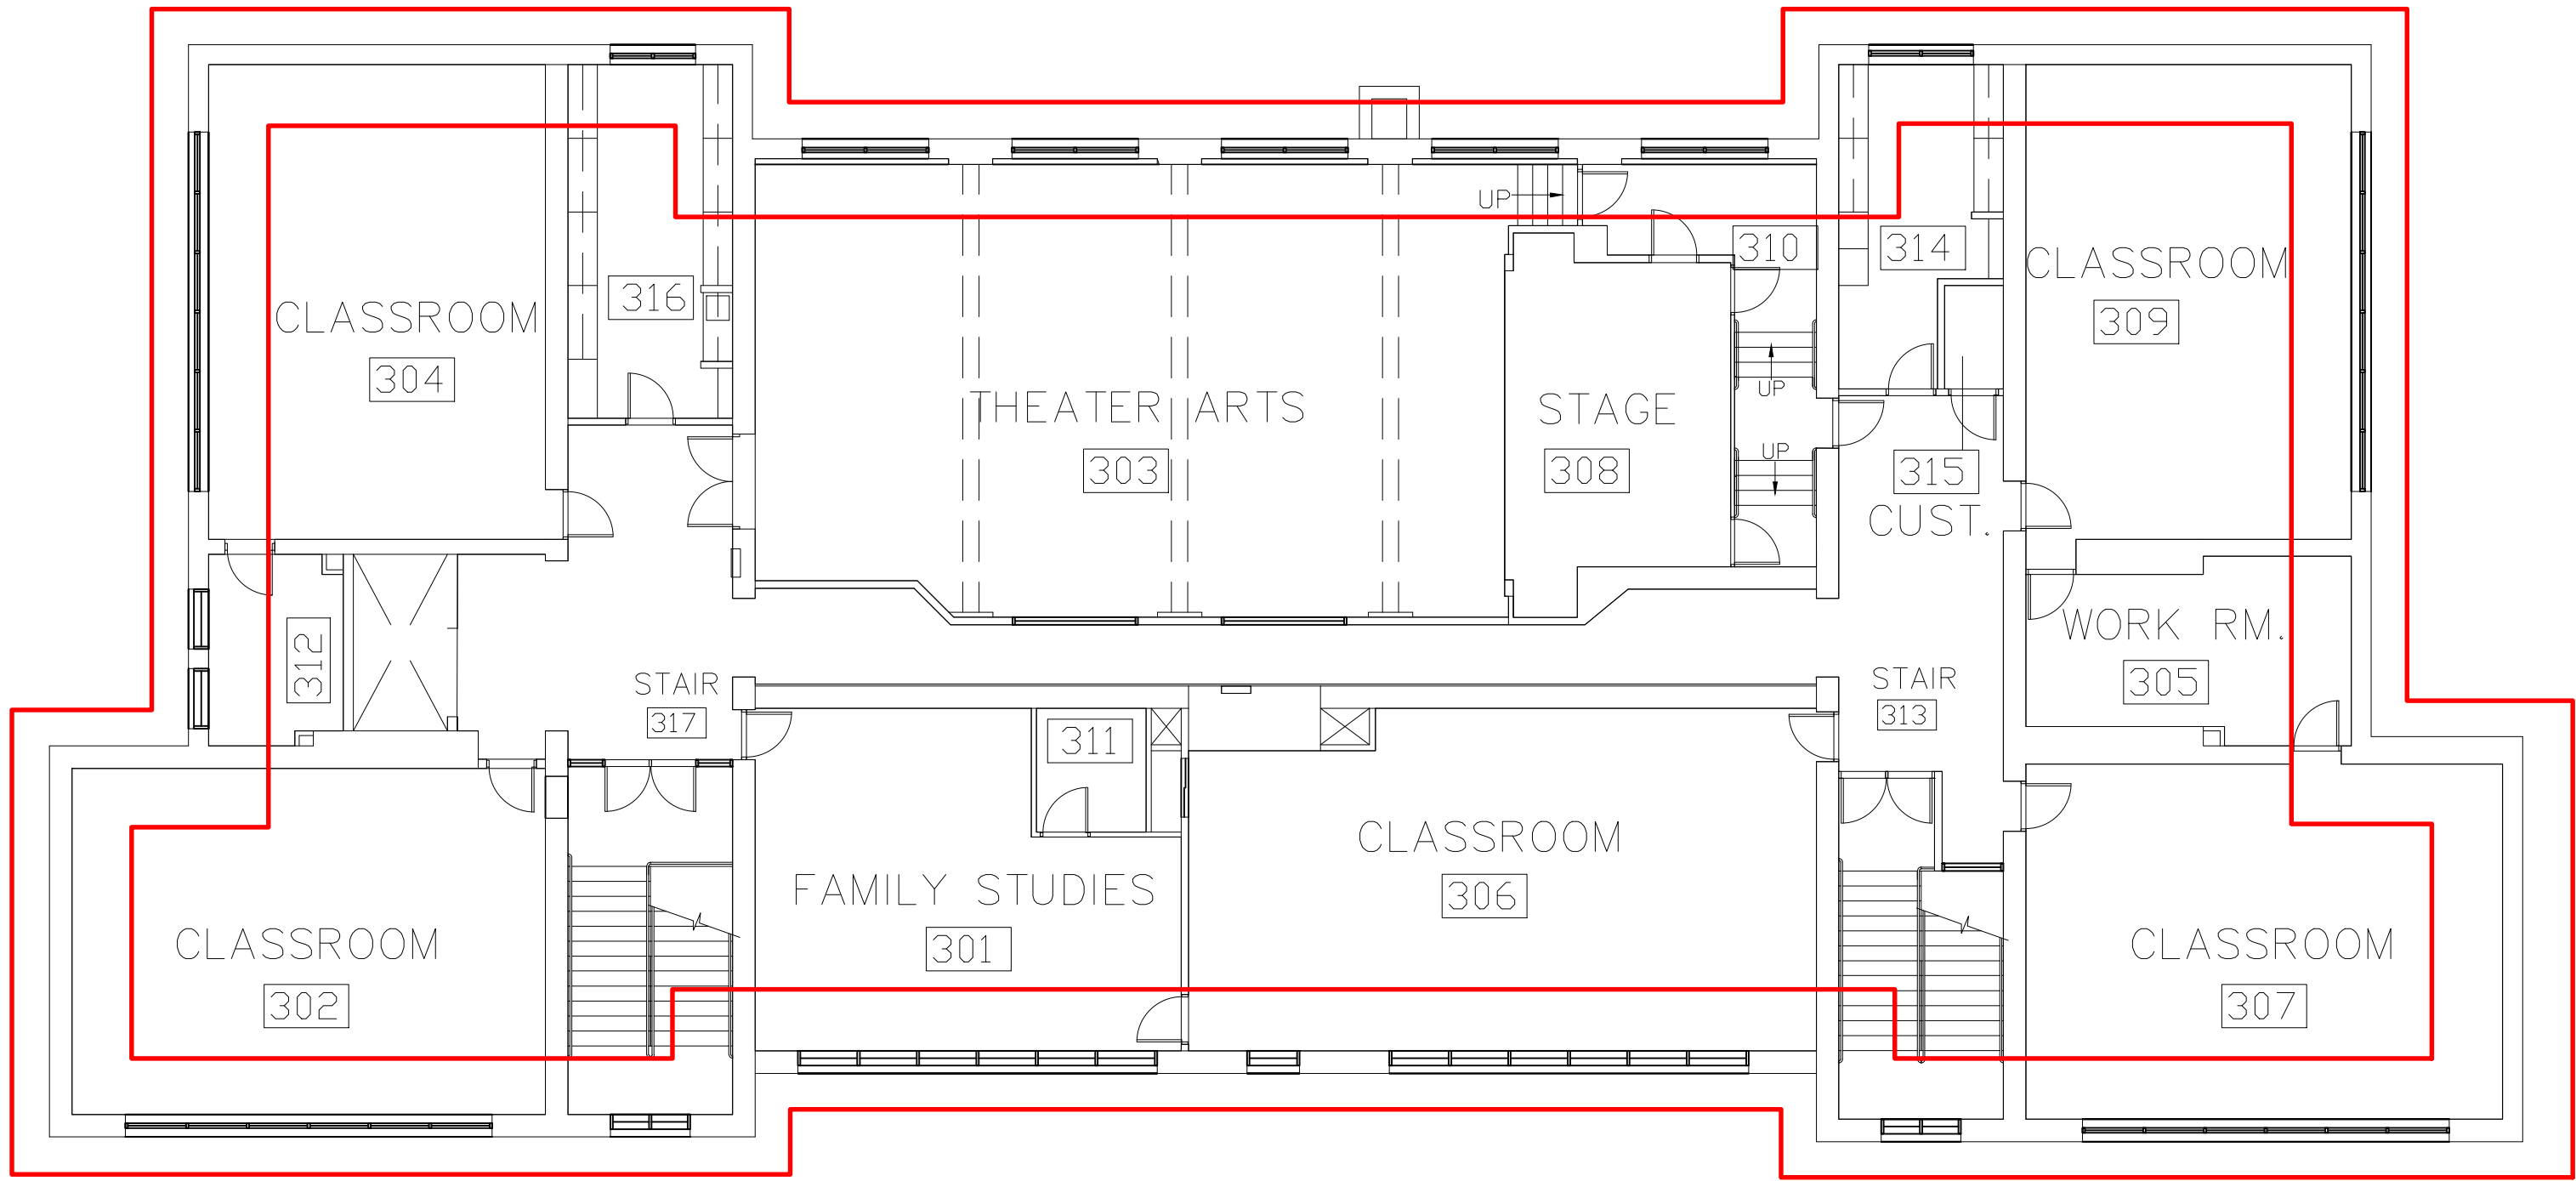 UP
310
314
CLASSROOM
309
316
CLASSROOM
304
UP
THEATER ARTS
303
STAGE
308
UP
315
CUST.
312
WORK RM.
305
STAIR
317
STAIR
313
311
CLASSROOM
306
FAMILY STUDIES
301
CLASSROOM
302
CLASSROOM
307